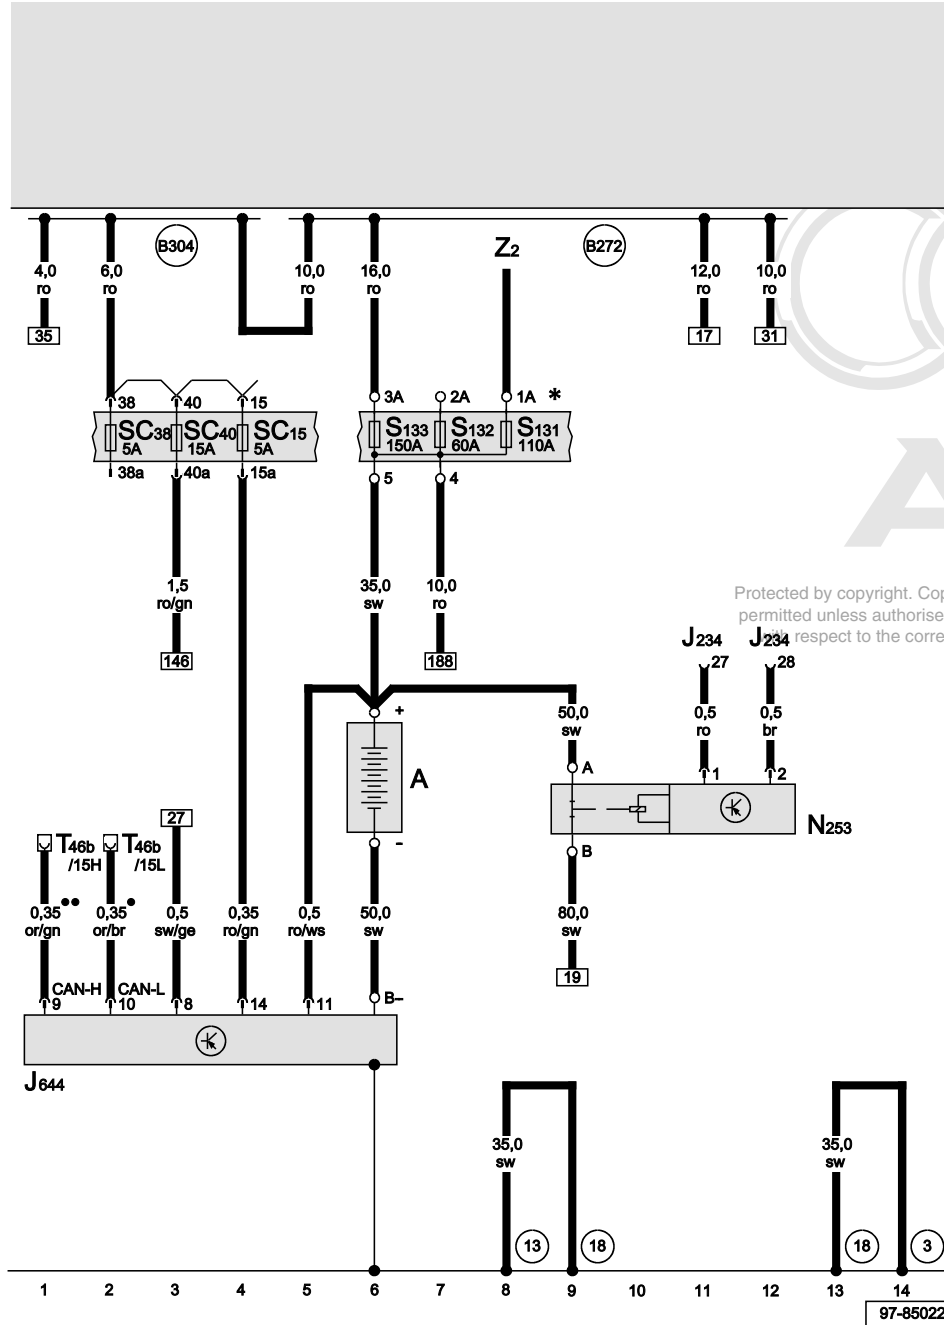 B304
Z2
B272
4,0
ro
6,0
ro
10,0
ro
16,0
ro
12,0
ro
10,0
ro
35
17
31
38
40
15
3A
2A
1A *
SC38
5A
SC40
15A
SC15
5A
S133
150A
S132
60A
S131
110A
38a
40a
15a
5
4
1,5
ro/gn
35,0
sw
10,0
ro
Protected by copyright. Cop
permitted unless authorise
with respect to the corre
J234
J234
146
188
27
28
+
50,0
sw
0,5
ro
0,5
br
A
A
1
2
27
N253
T46b
/15H
T46b
/15L
-
B
0,35
or/gn
0,35
or/br
0,5
sw/ge
0,35
ro/gn
0,5
ro/ws
50,0
sw
80,0
sw
19
CAN-H
CAN-L
9
10
8
14
11
B–
J644
35,0
sw
35,0
sw
13
18
18
3
1 2 3 4 5 6 7 8 9 10 11 12 13 14
97-85022